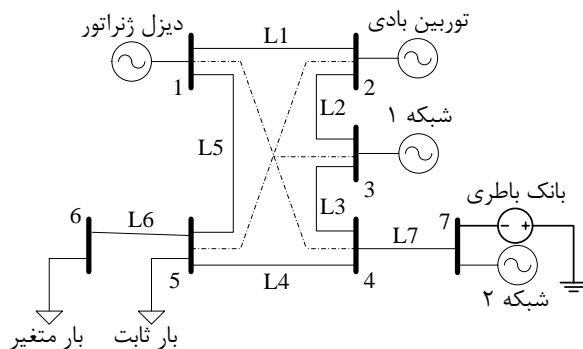 دیزل ژنراتور
توربین بادی
L1
1
2
L2
شبکه ۱
L5
3
L3
بانک باطری
6
L6
7
L7
5
L4
4
شبکه ۲
بار متغیر
بار ثابت